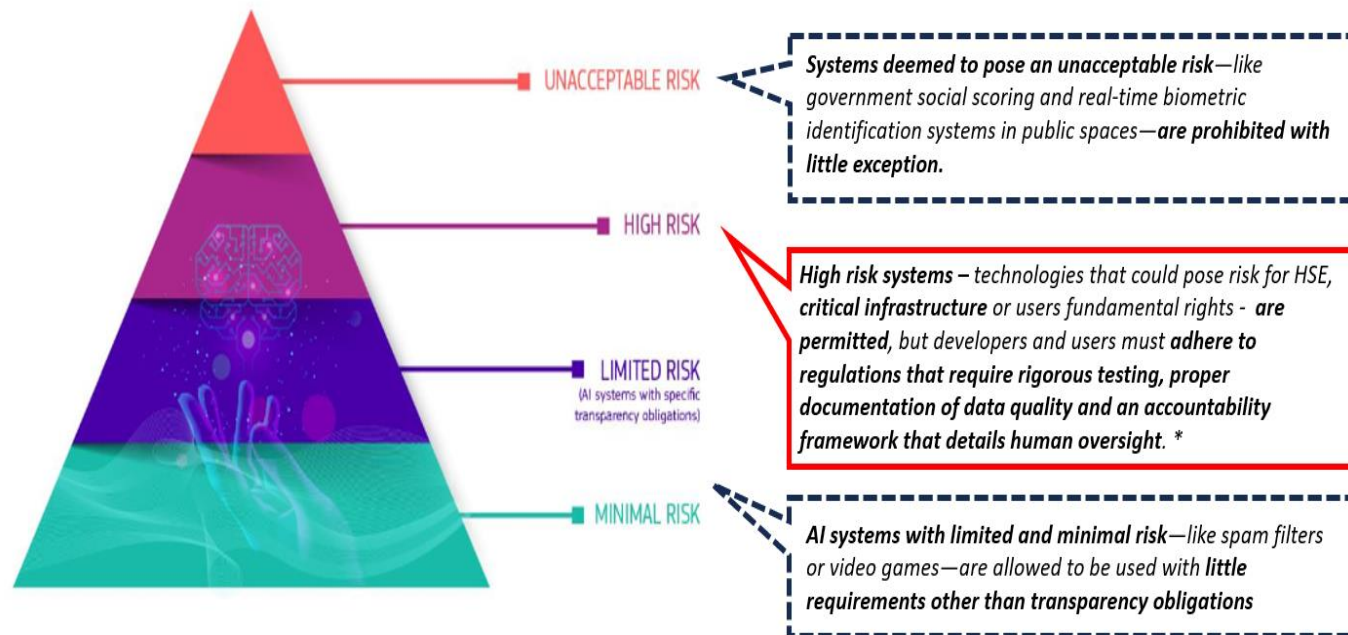 UNACCEPTABLE RISK
Systems deemed to pose an unacceptable risk—like
government social scoring and real-time biometric
identification systems in public spaces—are prohibited with
little exception.
HIGH RISK
High risk systems – technologies that could pose risk for HSE,
critical infrastructure or users fundamental rights - are
permitted, but developers and users must adhere to
regulations that require rigorous testing, proper
documentation of data quality and an accountability
framework that details human oversight. *
LIMITED RISK
(AI systems with specific
transparency obligations)
MINIMAL RISK
AI systems with limited and minimal risk—like spam filters
or video games—are allowed to be used with little
requirements other than transparency obligations